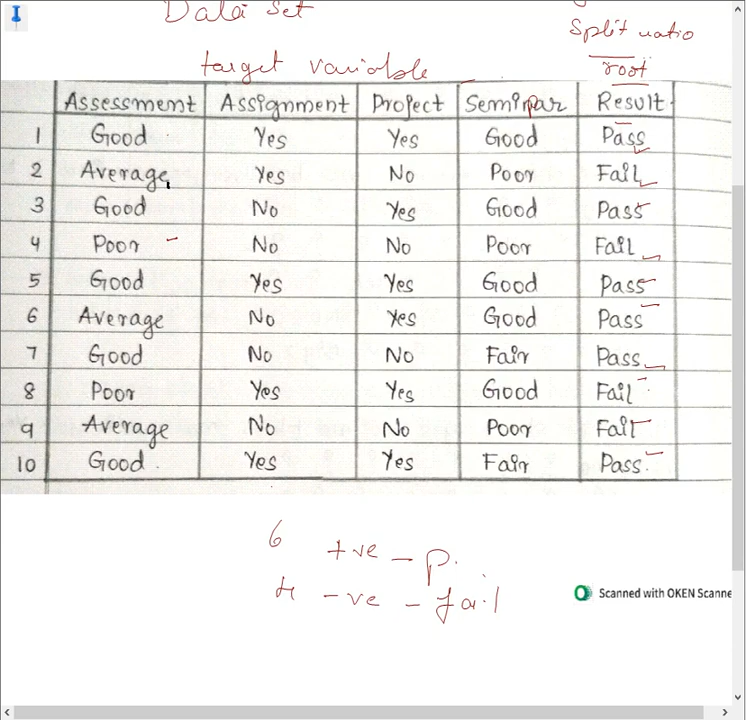 Data Set
Split ratio
target variable
root
Assessment Assignment Project Seminar Result
1 Good Yes Yes Good Pass
2 Average Yes No Poor Fail
3 Good No Yes Good Pass
4 Poor No No Poor Fail
5 Good Yes Yes Good Pass
6 Average No Yes Good Pass
7 Good No No Fair Pass
8 Poor Yes Yes Good Fail
9 Average No No Poor Fail
10 Good Yes Yes Fair Pass
6 +ve - P.
4 -ve - fail
Scanned with OKEN Scanne